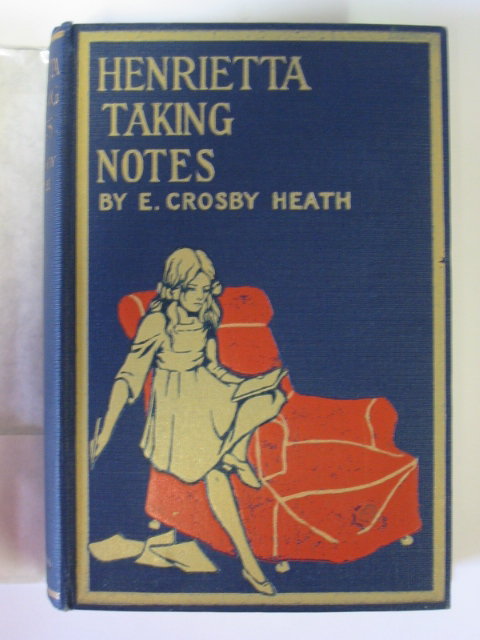 HENRIETTA
TAKING
NOTES
BY E. CROSBY HEATH